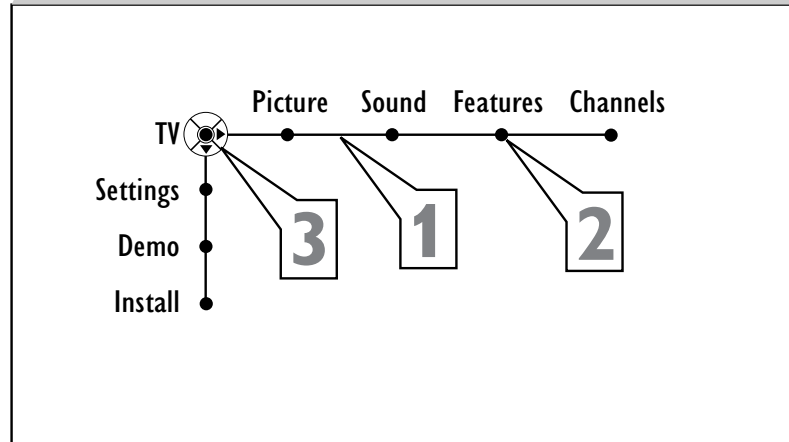 Picture Sound Features Channels
TV
Settings
Demo
Install
3 1 2